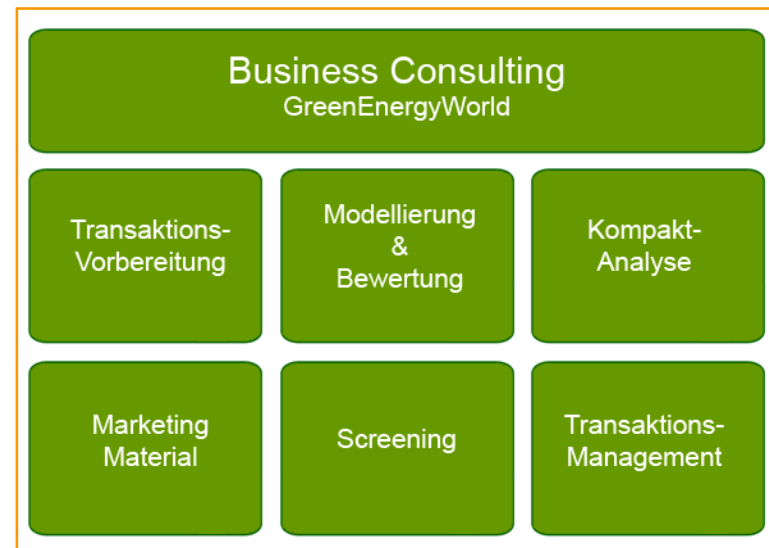 Business Consulting
GreenEnergyWorld
Transaktions-
Vorbereitung
Modellierung
&
Bewertung
Kompakt-
Analyse
Marketing
Material
Screening
Transaktions-
Management